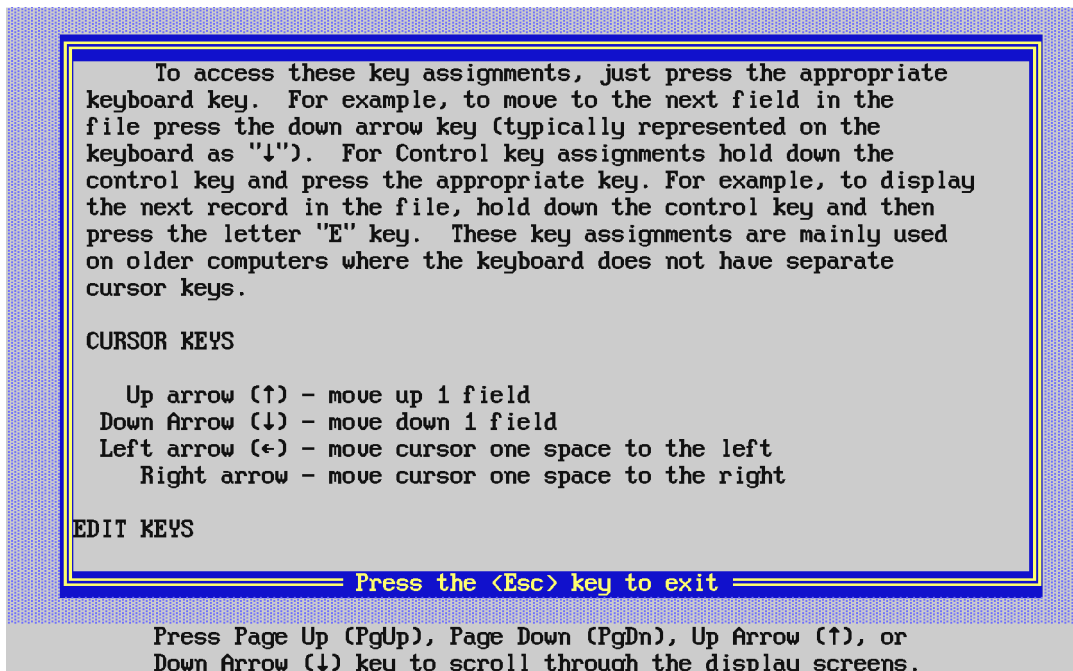 To access these key assignments, just press the appropriate
keyboard key.  For example, to move to the next field in the
file press the down arrow key (typically represented on the
keyboard as "↓").  For Control key assignments hold down the
control key and press the appropriate key. For example, to display
the next record in the file, hold down the control key and then
press the letter "E" key.  These key assignments are mainly used
on older computers where the keyboard does not have separate
cursor keys.
CURSOR KEYS
Up arrow (↑) - move up 1 field
Down Arrow (↓) - move down 1 field
Left arrow (←) - move cursor one space to the left
Right arrow - move cursor one space to the right
EDIT KEYS
Press the <Esc> key to exit
Press Page Up (PgUp), Page Down (PgDn), Up Arrow (↑), or
Down Arrow (↓) key to scroll through the display screens.